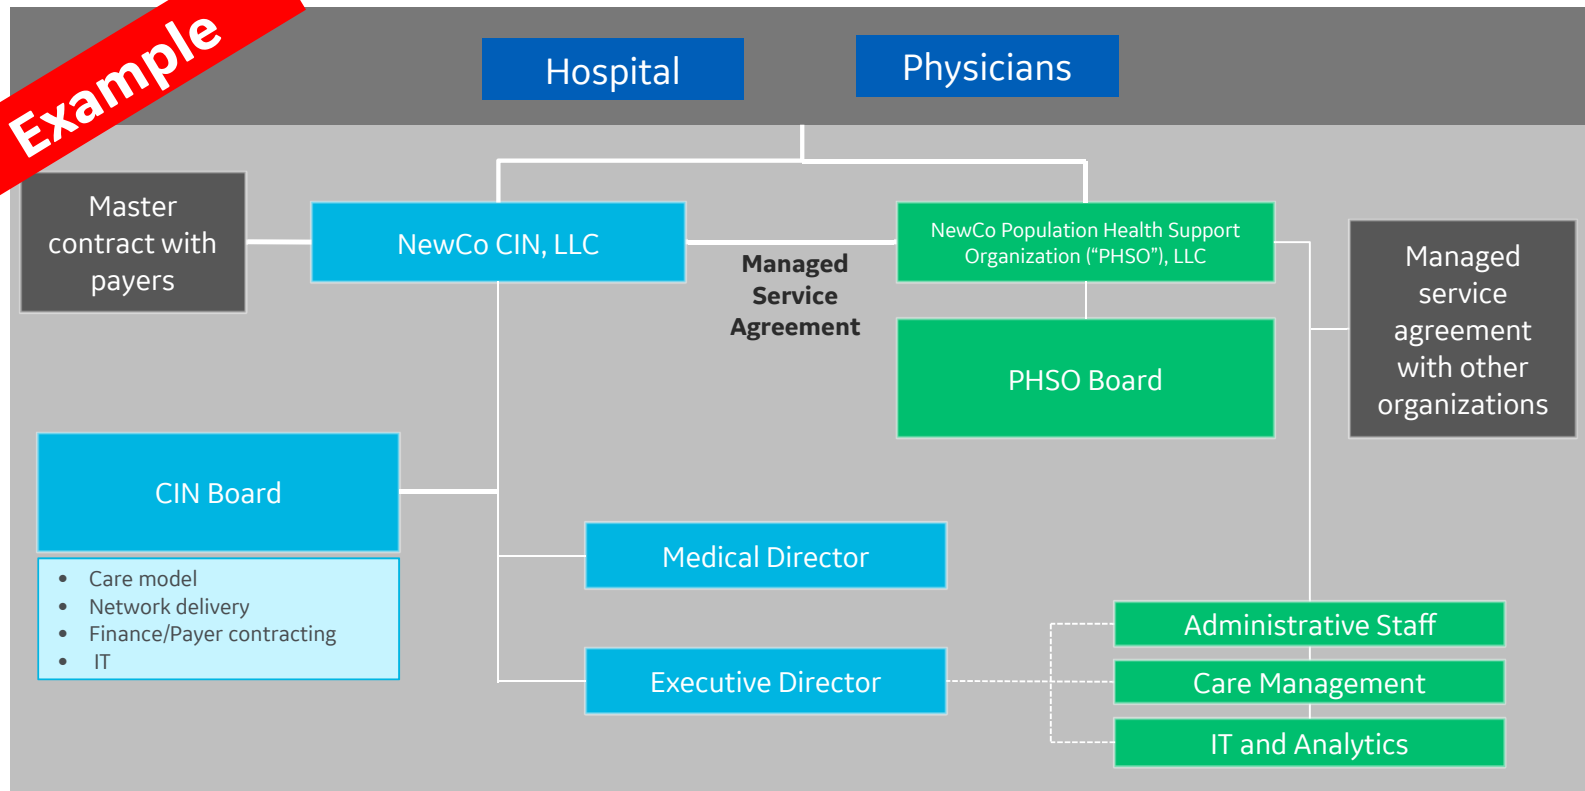 Example
Hospital
Physicians
Master
contract with
payers
NewCo CIN, LLC
Managed
Service
Agreement
NewCo Population Health Support
Organization (“PHSO”), LLC
Managed
service
agreement
with other
organizations
PHSO Board
CIN Board
• Care model
• Network delivery
• Finance/Payer contracting
• IT
Medical Director
Executive Director
Administrative Staff
Care Management
IT and Analytics